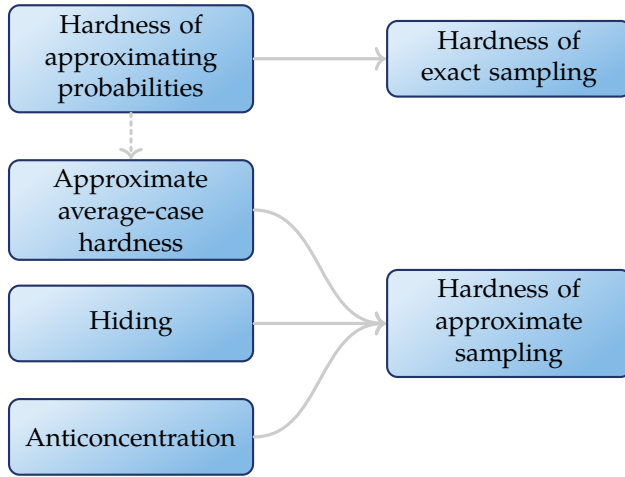 Hardness of
approximating
probabilities
Hardness of
exact sampling
Approximate
average-case
hardness
Hiding
Hardness of
approximate
sampling
Anticoncentration